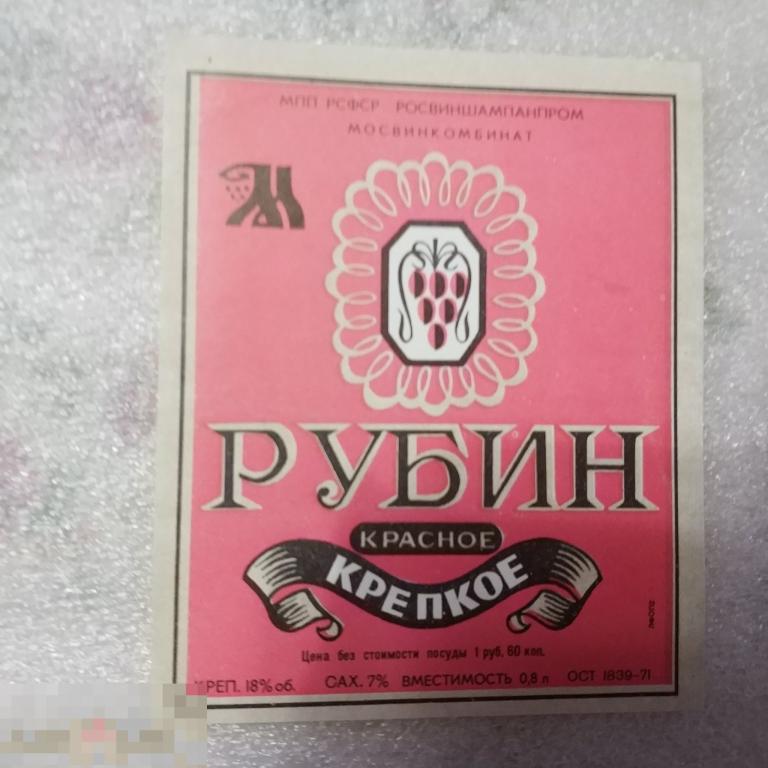 МПП РСФСР РОСВИНШАМПАНПРОМ
МОСВИНКОМБИНАТ
РУБИН
КРАСНОЕ
КРЕПКОЕ
Цена без стоимости посуды 1 руб. 60 коп.
КРЕП. 18% об. САХ. 7% ВМЕСТИМОСТЬ 0,8 л ОСТ 1839-71